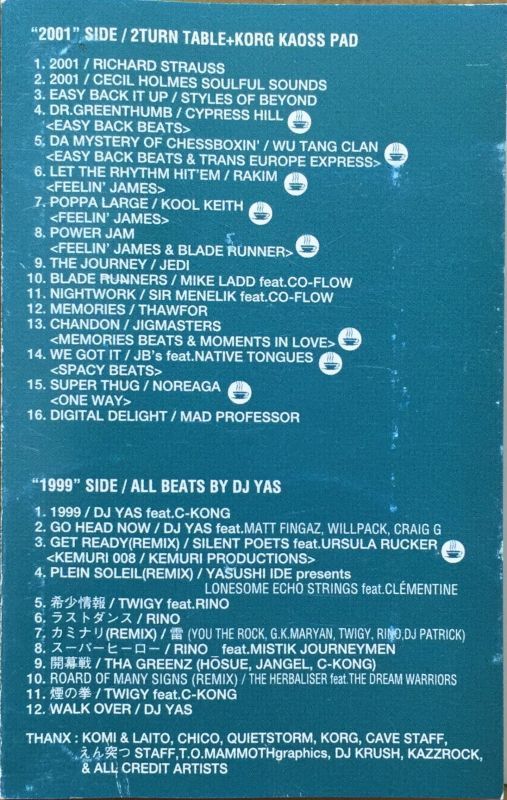 "2001" SIDE / 2TURN TABLE+KORG KAOSS PAD
1. 2001 / RICHARD STRAUSS
2. 2001 / CECIL HOLMES SOULFUL SOUNDS
3. EASY BACK IT UP / STYLES OF BEYOND
4. DR.GREENTHUMB / CYPRESS HILL
<EASY BACK BEATS>
5. DA MYSTERY OF CHESSBOXIN' / WU TANG CLAN
<EASY BACK BEATS & TRANS EUROPE EXPRESS>
6. LET THE RHYTHM HIT'EM / RAKIM
<FEELIN' JAMES>
7. POPPA LARGE / KOOL KEITH
<FEELIN' JAMES>
8. POWER JAM
<FEELIN' JAMES & BLADE RUNNER>
9. THE JOURNEY / JEDI
10. BLADE RUNNERS / MIKE LADD feat.CO-FLOW
11. NIGHTWORK / SIR MENELIK feat.CO-FLOW
12. MEMORIES / THAWFOR
13. CHANDON / JIGMASTERS
<MEMORIES BEATS & MOMENTS IN LOVE>
14. WE GOT IT / JB's feat.NATIVE TONGUES
<SPACY BEATS>
15. SUPER THUG / NOREAGA
<ONE WAY>
16. DIGITAL DELIGHT / MAD PROFESSOR
"1999" SIDE / ALL BEATS BY DJ YAS
1. 1999 / DJ YAS feat.C-KONG
2. GO HEAD NOW / DJ YAS feat.MATT FINGAZ, WILLPACK, CRAIG G
3. GET READY(REMIX) / SILENT POETS feat.URSULA RUCKER
<KEMURI 008 / KEMURI PRODUCTIONS>
4. PLEIN SOLEIL(REMIX) / YASUSHI IDE presents
LONESOME ECHO STRINGS feat.CLÉMENTINE
5. 希少情報 / TWIGY feat.RINO
6. ラストダンス / RINO
7. カミナリ(REMIX) / 雷 (YOU THE ROCK, G.K.MARYAN, TWIGY, RINO,DJ PATRICK)
8. スーパーヒーロー / RINO feat.MISTIK JOURNEYMEN
9. 開幕戦 / THA GREENZ (HŌSUE, JANGEL, C-KONG)
10. ROARD OF MANY SIGNS (REMIX) / THE HERBALISER feat.THE DREAM WARRIORS
11. 煙の拳 / TWIGY feat.C-KONG
12. WALK OVER / DJ YAS
THANX : KOMI & LAITO, CHICO, QUIETSTORM, KORG, CAVE STAFF,
えん突つ STAFF,T.O.MAMMOTHgraphics, DJ KRUSH, KAZZROCK,
& ALL CREDIT ARTISTS